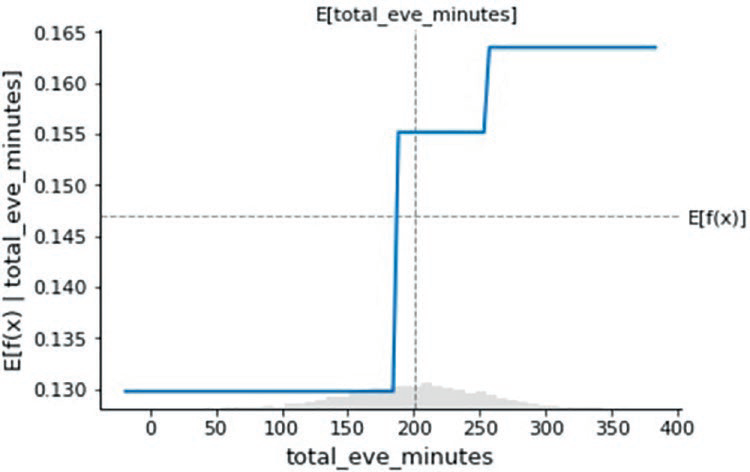 E[total_eve_minutes]
0.165
0.160
0.155
0.150
0.145
0.140
0.135
0.130
E[f(x) | total_eve_minutes]
E[f(x)]
0 50 100 150 200 250 300 350 400
total_eve_minutes